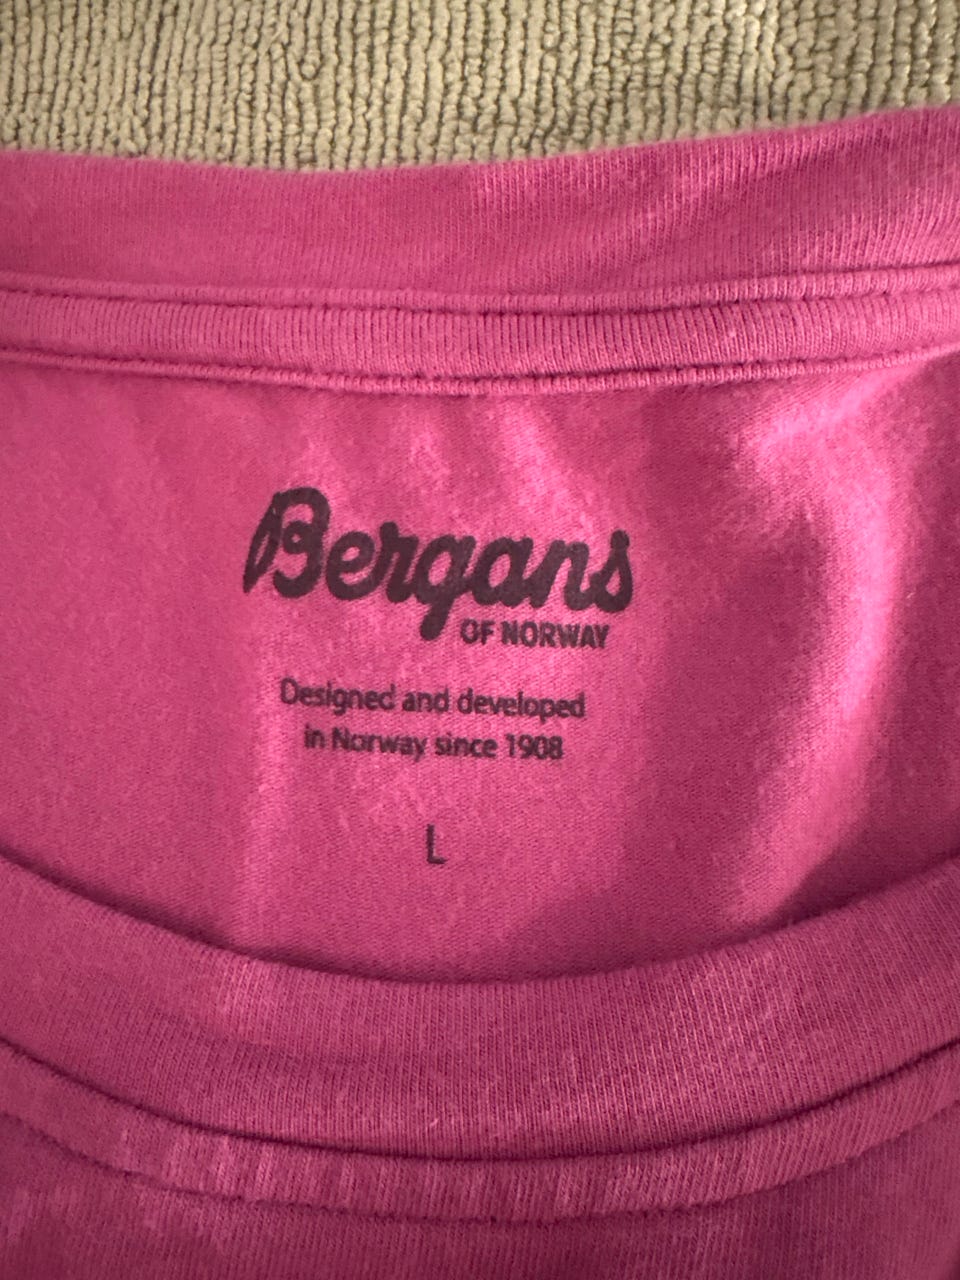 Bergans
OF NORWAY
Designed and developed
in Norway since 1908
L